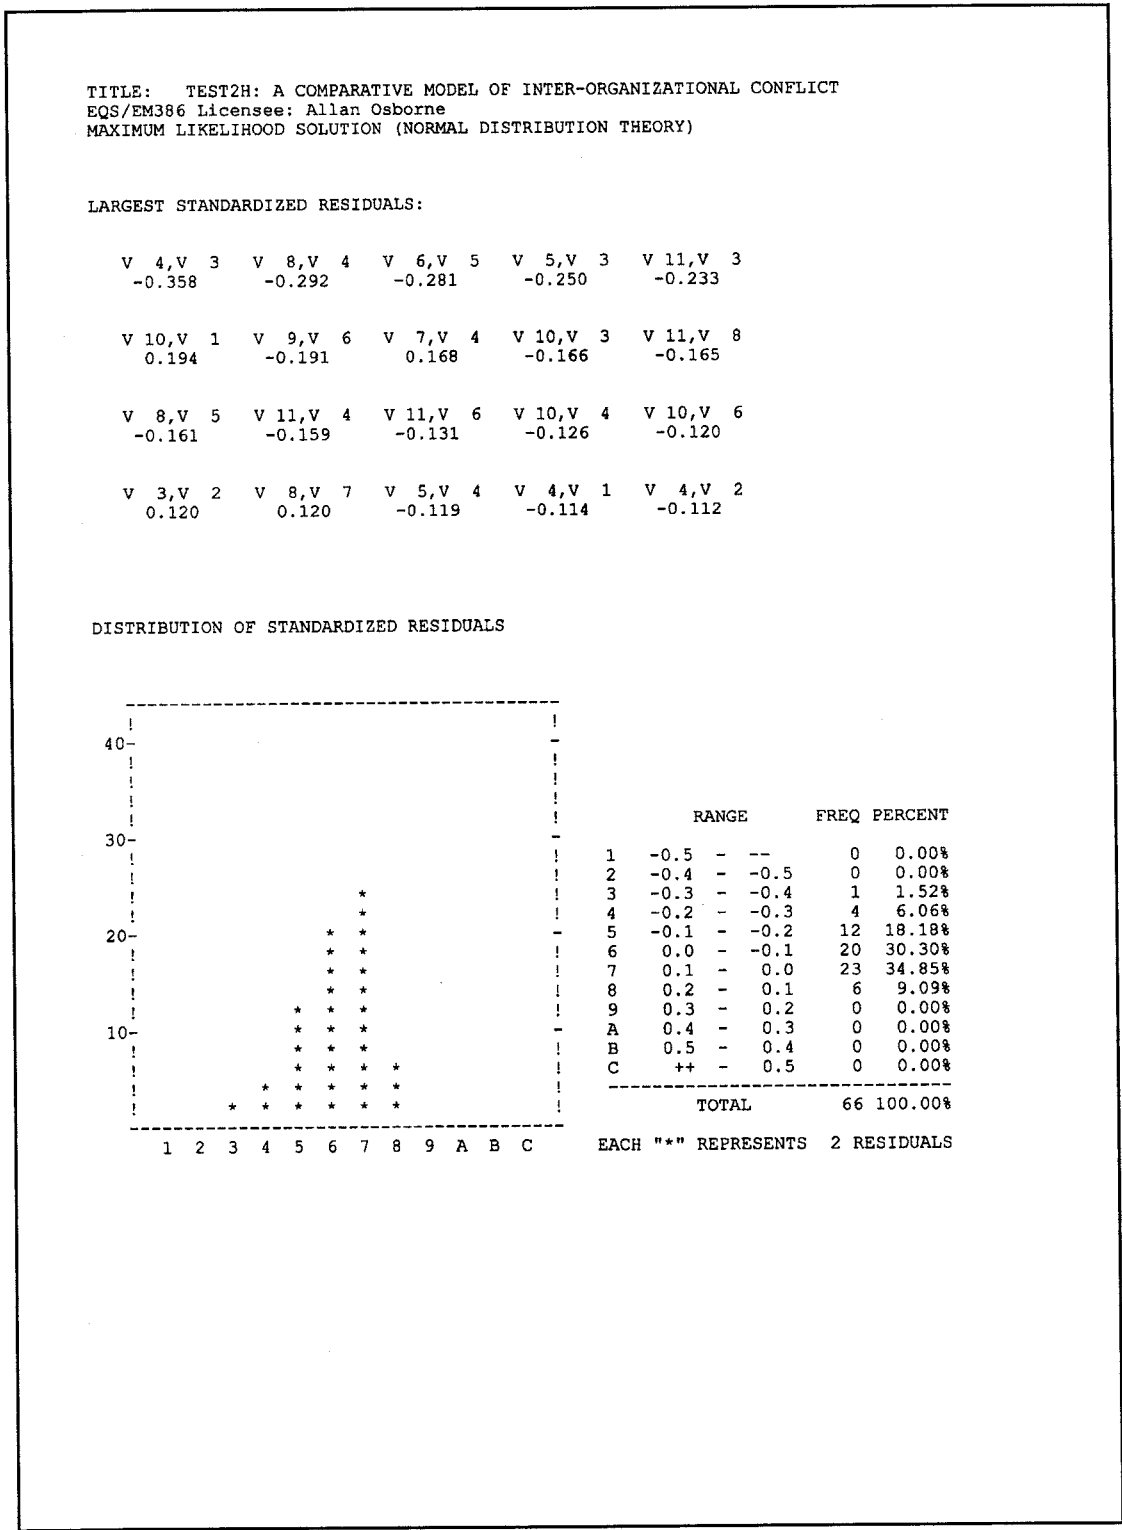 TITLE:   TEST2H: A COMPARATIVE MODEL OF INTER-ORGANIZATIONAL CONFLICT
EQS/EM386 Licensee: Allan Osborne
MAXIMUM LIKELIHOOD SOLUTION (NORMAL DISTRIBUTION THEORY)
LARGEST STANDARDIZED RESIDUALS:
V  4,V  3   V  8,V  4   V  6,V  5   V  5,V  3   V 11,V  3
-0.358   -0.292   -0.281   -0.250   -0.233
V 10,V  1   V  9,V  6   V  7,V  4   V 10,V  3   V 11,V  8
0.194   -0.191   0.168   -0.166   -0.165
V  8,V  5   V 11,V  4   V 11,V  6   V 10,V  4   V 10,V  6
-0.161   -0.159   -0.131   -0.126   -0.120
V  3,V  2   V  8,V  7   V  5,V  4   V  4,V  1   V  4,V  2
0.120   0.120   -0.119   -0.114   -0.112
DISTRIBUTION OF STANDARDIZED RESIDUALS
40-
30-
20-
10-
1  2  3  4  5  6  7  8  9  A  B  C
RANGE   FREQ PERCENT
1   -0.5  -  --   0   0.00%
2   -0.4  -  -0.5   0   0.00%
3   -0.3  -  -0.4   1   1.52%
4   -0.2  -  -0.3   4   6.06%
5   -0.1  -  -0.2   12  18.18%
6   0.0  -  -0.1   20  30.30%
7   0.1  -  0.0   23  34.85%
8   0.2  -  0.1   6   9.09%
9   0.3  -  0.2   0   0.00%
A   0.4  -  0.3   0   0.00%
B   0.5  -  0.4   0   0.00%
C   ++  -  0.5   0   0.00%
TOTAL   66 100.00%
EACH "*" REPRESENTS  2 RESIDUALS